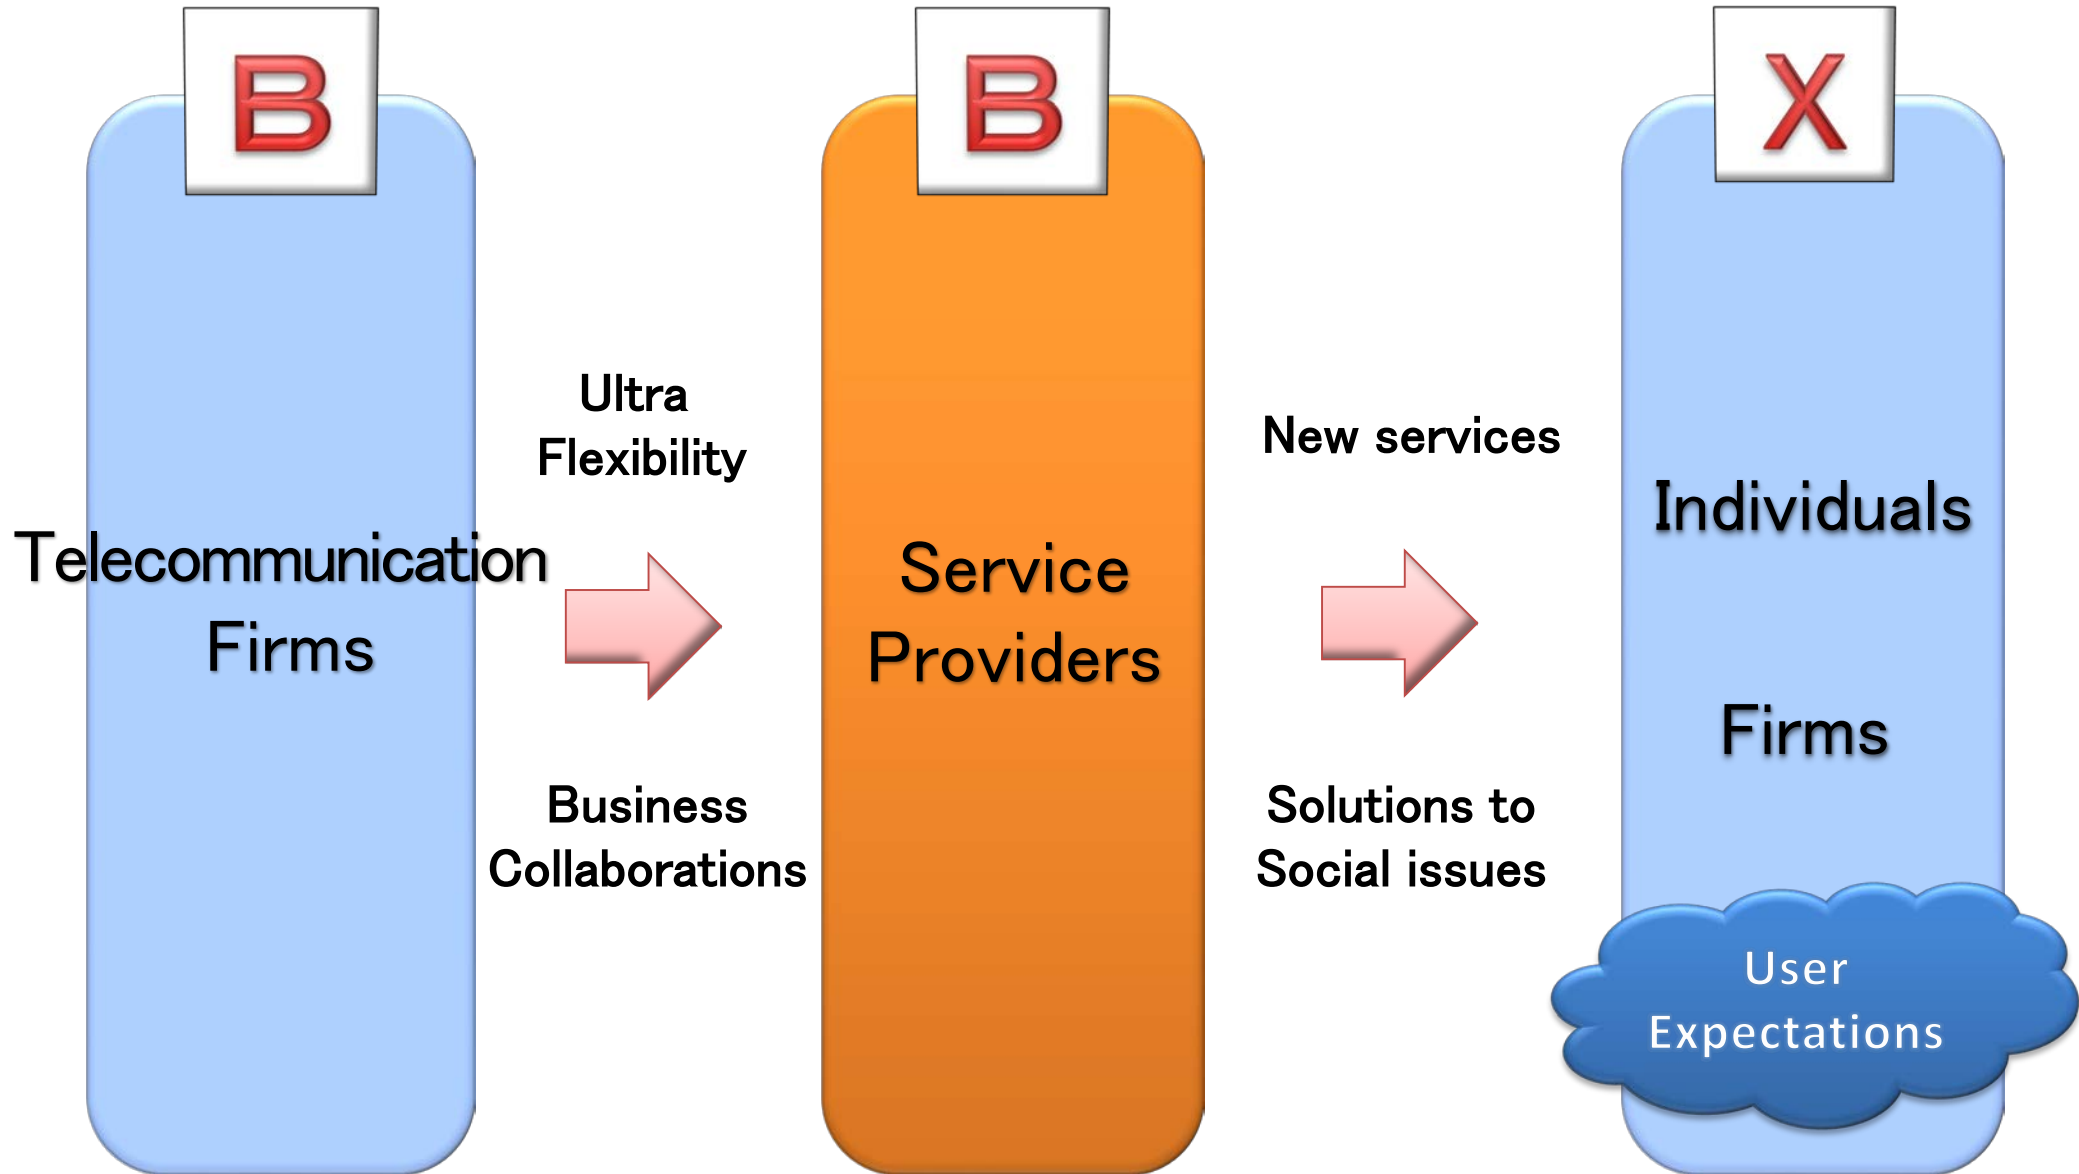 B
Telecommunication
Firms
Ultra
Flexibility
Business
Collaborations
B
Service
Providers
New services
Solutions to
Social issues
X
Individuals
Firms
User
Expectations